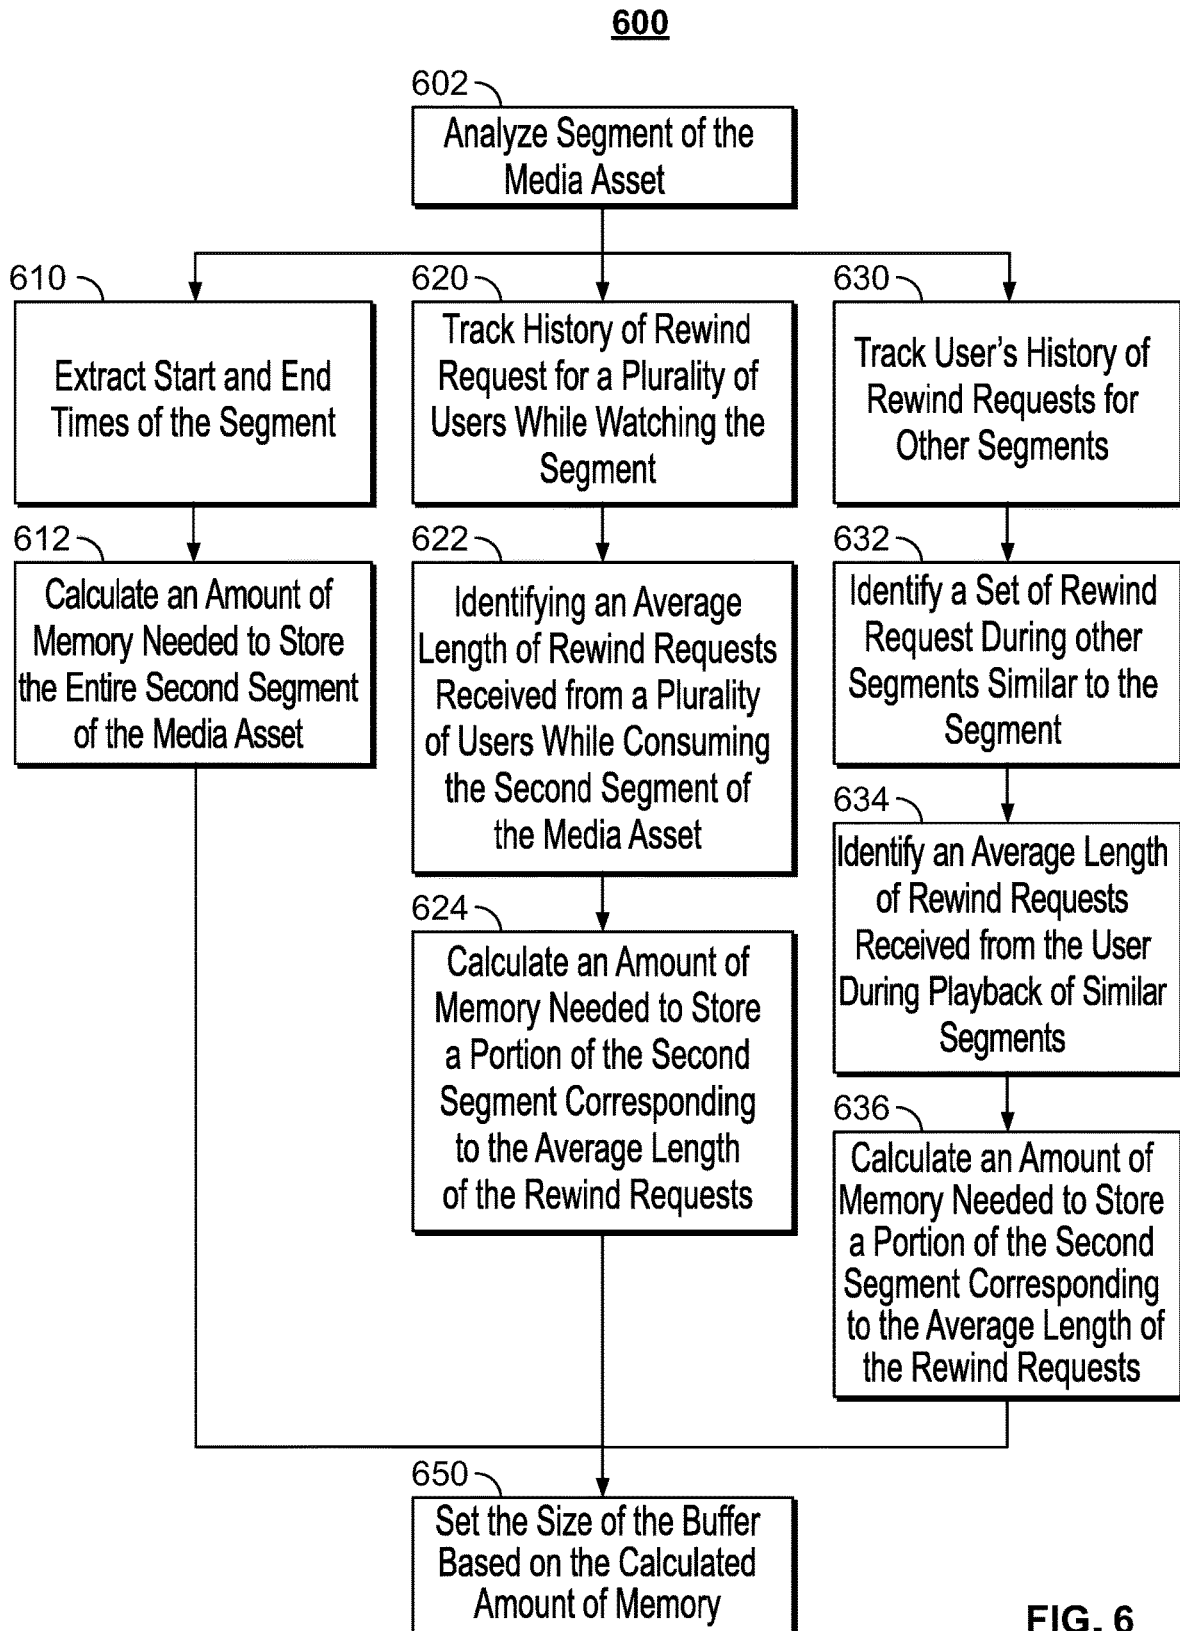 600
602
Analyze Segment of the
Media Asset
610
Extract Start and End
Times of the Segment
612
Calculate an Amount of
Memory Needed to Store
the Entire Second Segment
of the Media Asset
620
Track History of Rewind
Request for a Plurality of
Users While Watching the
Segment
622
Identifying an Average
Length of Rewind Requests
Received from a Plurality
of Users While Consuming
the Second Segment of
the Media Asset
624
Calculate an Amount of
Memory Needed to Store
a Portion of the Second
Segment Corresponding
to the Average Length
of the Rewind Requests
630
Track User's History of
Rewind Requests for
Other Segments
632
Identify a Set of Rewind
Request During other
Segments Similar to the
Segment
634
Identify an Average Length
of Rewind Requests
Received from the User
During Playback of Similar
Segments
636
Calculate an Amount of
Memory Needed to Store
a Portion of the Second
Segment Corresponding
to the Average Length of
the Rewind Requests
650
Set the Size of the Buffer
Based on the Calculated
Amount of Memory
FIG. 6